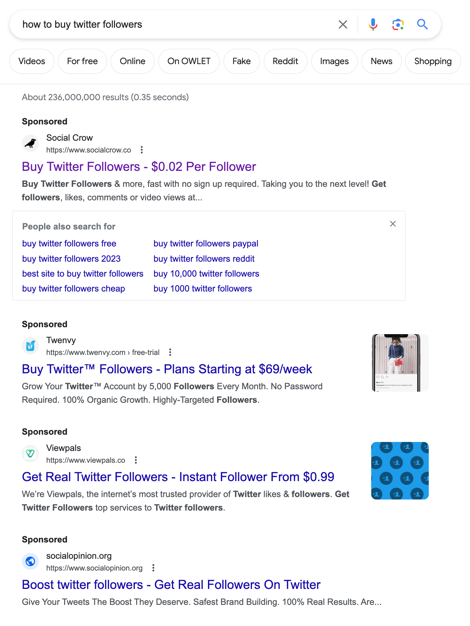 how to buy twitter followers
Videos
For free
Online
On OWLET
Fake
Reddit
Images
News
Shopping
About 236,000,000 results (0.35 seconds)
Sponsored
Social Crow
https://www.socialcrow.co
Buy Twitter Followers - $0.02 Per Follower
Buy Twitter Followers & more, fast with no sign up required. Taking you to the next level! Get
followers, likes, comments or video views at...
People also search for
buy twitter followers free
buy twitter followers paypal
buy twitter followers 2023
buy twitter followers reddit
best site to buy twitter followers
buy 10,000 twitter followers
buy twitter followers cheap
buy 1000 twitter followers
Sponsored
Twenvy
https://www.twenvy.com › free-trial
Buy Twitter™ Followers - Plans Starting at $69/week
Grow Your Twitter™ Account by 5,000 Followers Every Month. No Password
Required. 100% Organic Growth. Highly-Targeted Followers.
Sponsored
Viewpals
https://www.viewpals.co
Get Real Twitter Followers - Instant Follower From $0.99
We're Viewpals, the internet's most trusted provider of Twitter likes & followers. Get
Twitter Followers top services to Twitter followers.
Sponsored
socialopinion.org
https://www.socialopinion.org
Boost twitter followers - Get Real Followers On Twitter
Give Your Tweets The Boost They Deserve. Safest Brand Building. 100% Real Results. Are...